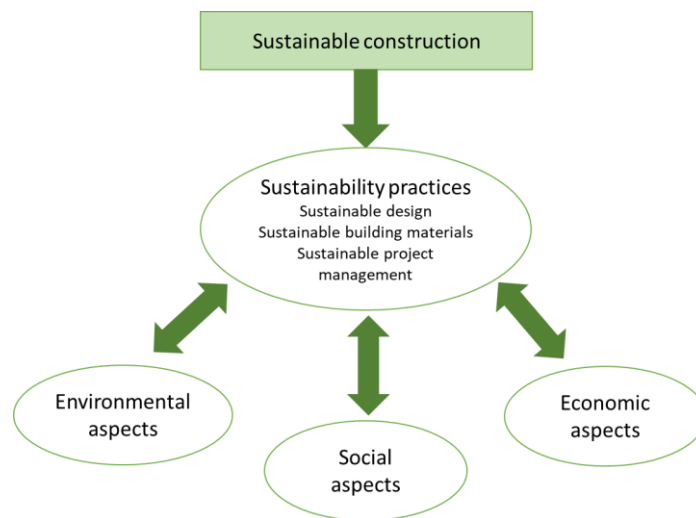 Sustainable construction
Sustainability practices
Sustainable design
Sustainable building materials
Sustainable project
management
Environmental
aspects
Social
aspects
Economic
aspects